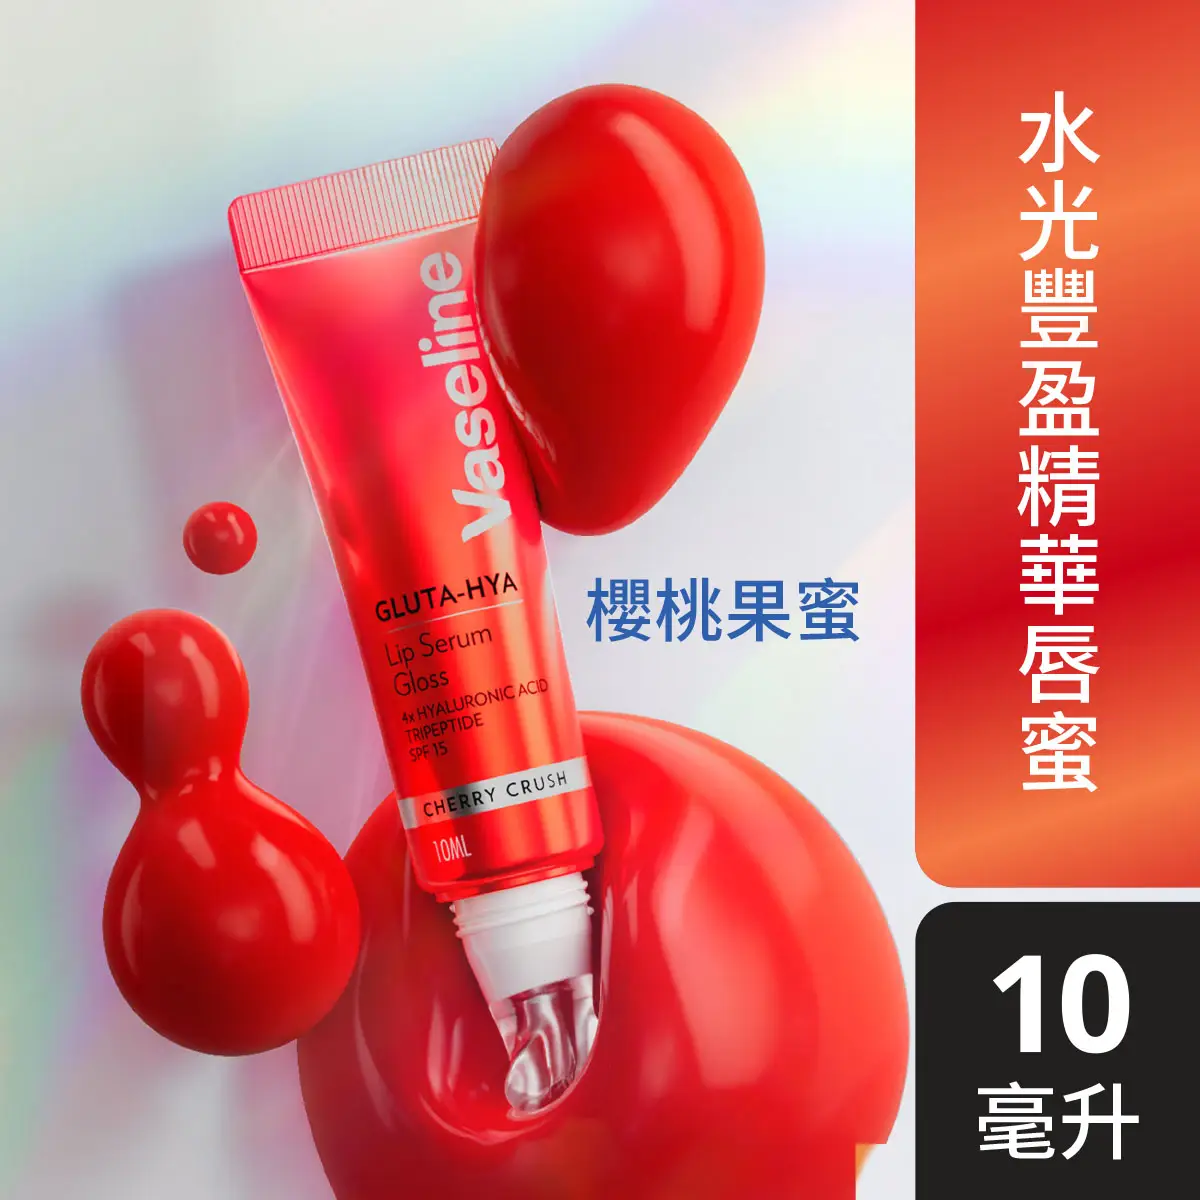 Vaseline
GLUTA-HYA
Lip Serum
Gloss
4x HYALURONIC ACID
TRIPEPTIDE
SPF 15
CHERRY CRUSH
10ML
櫻桃果蜜
水光豐盈精華唇蜜
10
毫升